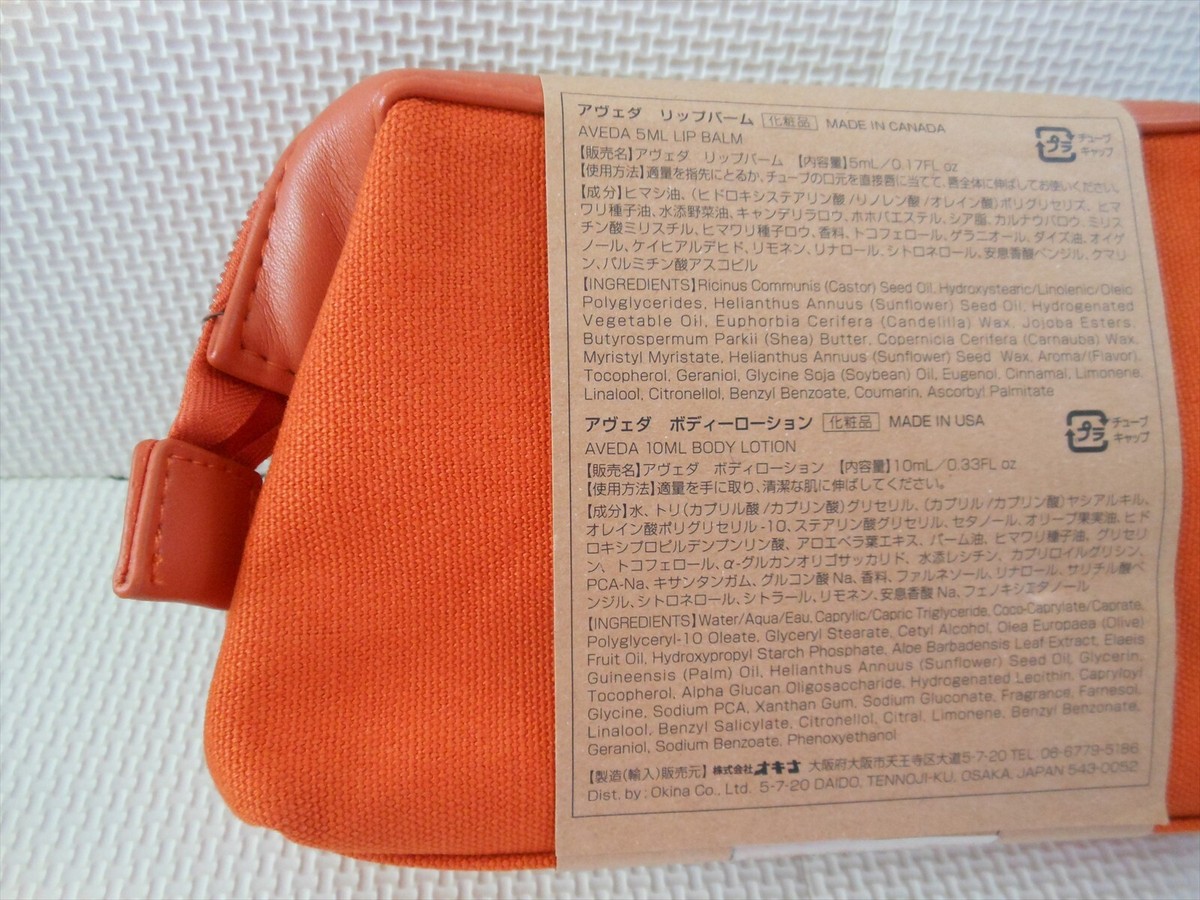 アヴェダ リップバーム 化粧品 MADE IN CANADA
AVEDA 5ML LIP BALM
プラ チューブ
キャップ
【販売名】アヴェダ リップバーム 【内容量】5mL/0.17FL oz
【使用方法】適量を指先にとるか、チューブの口元を直接唇に当てて、唇全体に伸ばしてお使いください。
【成分】ヒマシ油、(ヒドロキシステアリン酸/リノレン酸/オレイン酸)ポリグリセリズ、ヒマ
ワリ種子油、水添野菜油、キャンデリラロウ、ホホバエステル、シア脂、カルナウバロウ、ミリス
チン酸ミリスチル、ヒマワリ種子ロウ、香料、トコフェロール、ゲラニオール、ダイズ油、オイゲ
ノール、ケイヒアルデヒド、リモネン、リナロール、シトロネロール、安息香酸ベンジル、クマリ
ン、パルミチン酸アスコビル
【INGREDIENTS】Ricinus Communis (Castor) Seed Oil, Hydroxystearic/Linolenic/Oleic
Polyglycerides, Helianthus Annuus (Sunflower) Seed Oil, Hydrogenated
Vegetable Oil, Euphorbia Cerifera (Candelilla) Wax, Jojoba Esters,
Butyrospermum Parkii (Shea) Butter, Copernicia Cerifera (Carnauba) Wax,
Myristyl Myristate, Helianthus Annuus (Sunflower) Seed Wax, Aroma/(Flavor)
Tocopherol, Geraniol, Glycine Soja (Soybean) Oil, Eugenol, Cinnamal, Limonene,
Linalool, Citronellol, Benzyl Benzoate, Coumarin, Ascorbyl Palmitate
アヴェダ ボディーローション 化粧品 MADE IN USA
AVEDA 10ML BODY LOTION
プラ チューブ
キャップ
【販売名】アヴェダ ボディローション 【内容量】10mL/0.33FL oz
【使用方法】適量を手に取り、清潔な肌に伸ばしてください。
【成分】水、トリ(カプリル酸/カプリン酸)グリセリル、(カプリル/カプリン酸)ヤシアルキル、
オレイン酸ポリグリセリル-10、ステアリン酸グリセリル、セタノール、オリーブ果実油、ヒド
ロキシプロピルデンプンリン酸、アロエベラ葉エキス、パーム油、ヒマワリ種子油、グリセリ
ン、トコフェロール、α-グルカンオリゴサッカリド、水添レシチン、カプリロイルグリシン、
PCA-Na、キサンタンガム、グルコン酸Na、香料、ファルネソール、リナロール、サリチル酸ベ
ンジル、シトロネロール、シトラール、リモネン、安息香酸Na、フェノキシエタノール
【INGREDIENTS】Water/Aqua/Eau, Caprylic/Capric Triglyceride, Coco-Caprylate/Caprate,
Polyglyceryl-10 Oleate, Glyceryl Stearate, Cetyl Alcohol, Olea Europaea (Olive)
Fruit Oil, Hydroxypropyl Starch Phosphate, Aloe Barbadensis Leaf Extract, Elaeis
Guineensis (Palm) Oil, Helianthus Annuus (Sunflower) Seed Oil, Glycerin,
Tocopherol, Alpha Glucan Oligosaccharide, Hydrogenated Lecithin, Capryloyl
Glycine, Sodium PCA, Xanthan Gum, Sodium Gluconate, Fragrance, Farnesol,
Linalool, Benzyl Salicylate, Citronellol, Citral, Limonene, Benzyl Benzonate,
Geraniol, Sodium Benzoate, Phenoxyethanol
【製造(輸入)販売元】株式会社オキナ 大阪府大阪市天王寺区大道5-7-20 TEL 06-6779-5186
Dist. by : Okina Co., Ltd. 5-7-20 DAIDO, TENNOJI-KU, OSAKA, JAPAN 543-0052